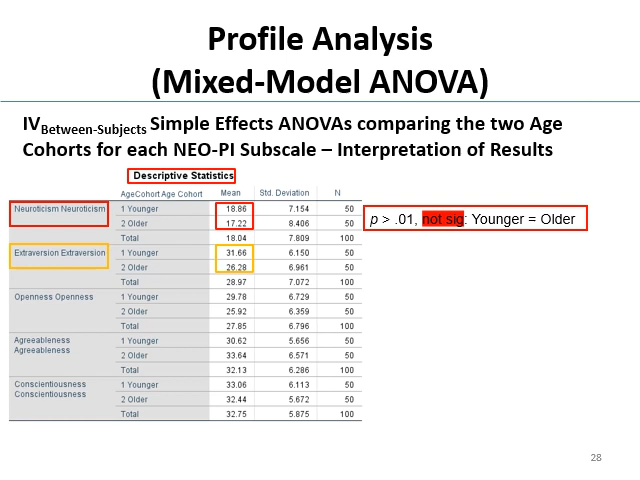 Profile Analysis
(Mixed-Model ANOVA)
IVBetween-Subjects Simple Effects ANOVAs comparing the two Age
Cohorts for each NEO-PI Subscale – Interpretation of Results
Descriptive Statistics
AgeCohort Age Cohort Mean Std. Deviation N
Neuroticism Neuroticism 1 Younger 18.86 7.154 50
2 Older 17.22 8.406 50
Total 18.04 7.809 100
p > .01, not sig: Younger = Older
Extraversion Extraversion 1 Younger 31.66 6.150 50
2 Older 26.28 6.961 50
Total 28.97 7.072 100
Openness Openness 1 Younger 29.78 6.729 50
2 Older 25.92 6.359 50
Total 27.85 6.796 100
Agreeableness 1 Younger 30.62 5.656 50
Agreeableness
2 Older 33.64 6.571 50
Total 32.13 6.286 100
Conscientiousness 1 Younger 33.06 6.113 50
Conscientiousness
2 Older 32.44 5.672 50
Total 32.75 5.875 100
28